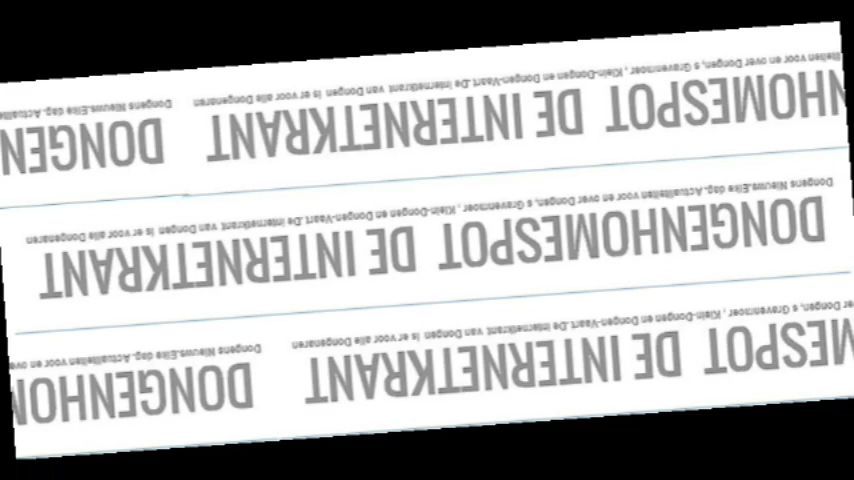 MESPOT DE INTERNETKRANT DONGENHOM
er Dongen, s Gravenmoer , Klein-Dongen en Dongen-Vaart.De internetkrant van Dongen is er voor alle Dongenaren Dongens Nieuws.Elke dag. Actualiteiten voor en ove
DONGENHOMESPOT DE INTERNETKRANT
Dongens Nieuws.Elke dag. Actualiteiten voor en over Dongen, s Gravenmoer , Klein-Dongen en Dongen-Vaart.De internetkrant van Dongen is er voor alle Dongenaren
NHOMESPOT DE INTERNETKRANT DONGEN
voor en over Dongen, s Gravenmoer , Klein-Dongen en Dongen-Vaart.De internetkrant van Dongen is er voor alle Dongenaren Dongens Nieuws.Elke dag.